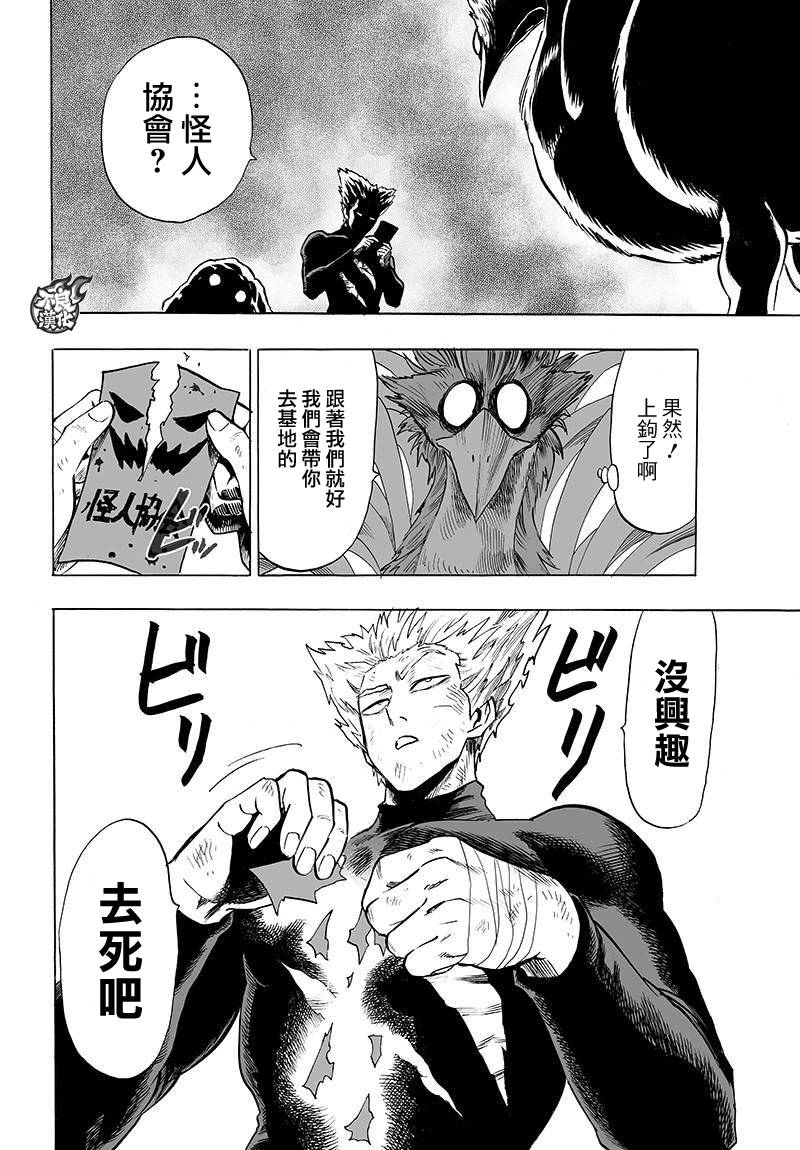 …怪人
協會？
果然！
上鉤了啊
跟著我們就好
我們會帶你
去基地的
怪人協
ビッ
沒興趣
ビリ
ビリ
去死吧
漢化